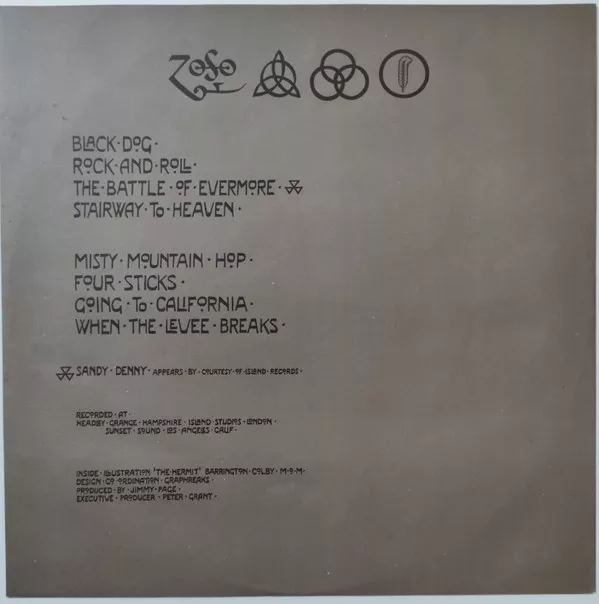 ZoSo
BLACK·DOG·
ROCK·AND·ROLL·
THE·BATTLE·OF·EVERMORE·
STAIRWAY·TO·HEAVEN·
MISTY·MOUNTAIN·HOP·
FOUR·STICKS·
GOING·TO·CALIFORNIA·
WHEN·THE·LEVEE·BREAKS·
SANDY·DENNY·APPEARS·BY·COURTESY·OF·ISLAND·RECORDS·
RECORDED·AT·
HEADLEY·GRANGE·HAMPSHIRE·ISLAND·STUDIOS·LONDON·
SUNSET·SOUND·LOS·ANGELES·CALIF·
INSIDE·ILLUSTRATION 'THE·HERMIT' BARRINGTON·COLBY·M·O·M·
DESIGN·CO-ORDINATION·GRAPHREAKS·
PRODUCED·BY·JIMMY·PAGE·
EXECUTIVE·PRODUCER·PETER·GRANT·